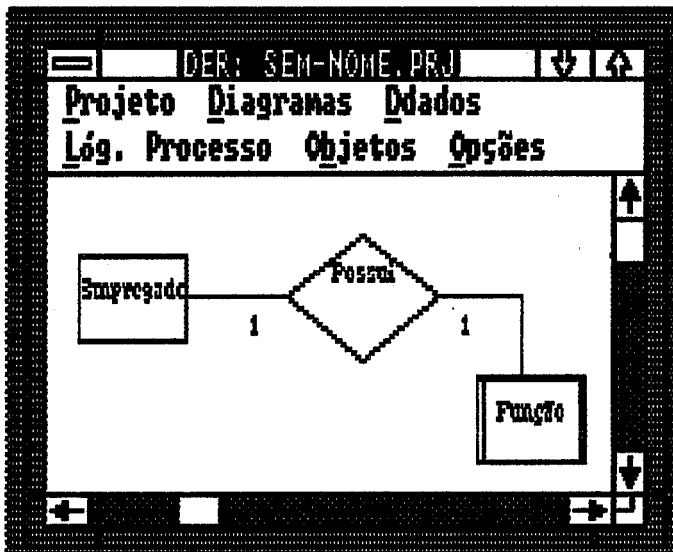 DER: SEM-NOME.PRJ
Projeto Diagramas Ddados
Lóg. Processo Objetos Opções
Possui
Empregado
1 1
Função